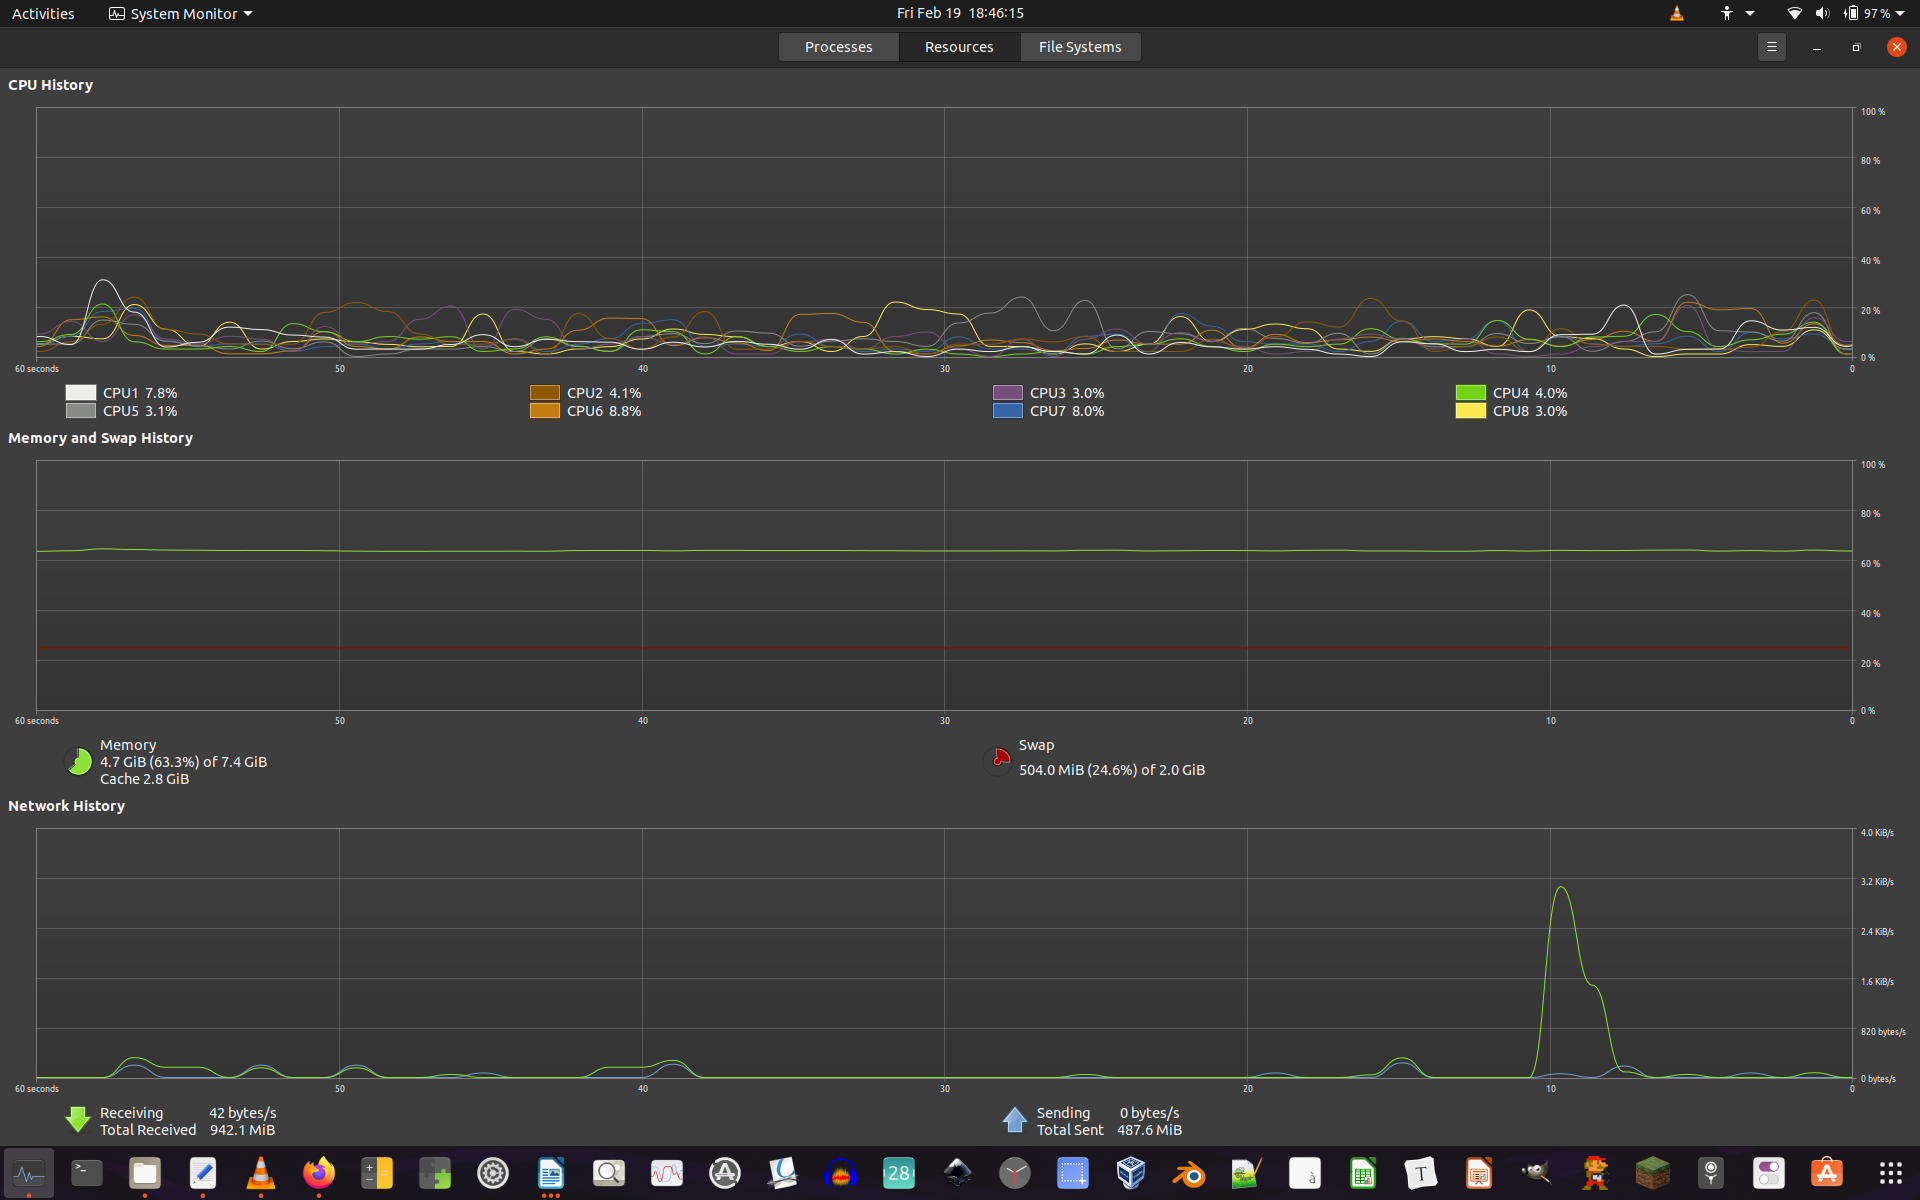 Activities System Monitor Fri Feb 19 18:46:15 97 %
Processes Resources File Systems
CPU History
100 %
80 %
60 %
40 %
20 %
0 %
60 seconds 50 40 30 20 10 0
CPU1 7.8% CPU2 4.1% CPU3 3.0% CPU4 4.0%
CPU5 3.1% CPU6 8.8% CPU7 8.0% CPU8 3.0%
Memory and Swap History
100 %
80 %
60 %
40 %
20 %
0 %
60 seconds 50 40 30 20 10 0
Memory
4.7 GiB (63.3%) of 7.4 GiB
Cache 2.8 GiB
Swap
504.0 MiB (24.6%) of 2.0 GiB
Network History
4.0 KiB/s
3.2 KiB/s
2.4 KiB/s
1.6 KiB/s
820 bytes/s
0 bytes/s
60 seconds 50 40 30 20 10 0
Receiving 42 bytes/s
Total Received 942.1 MiB
Sending 0 bytes/s
Total Sent 487.6 MiB
>_ 28 à T